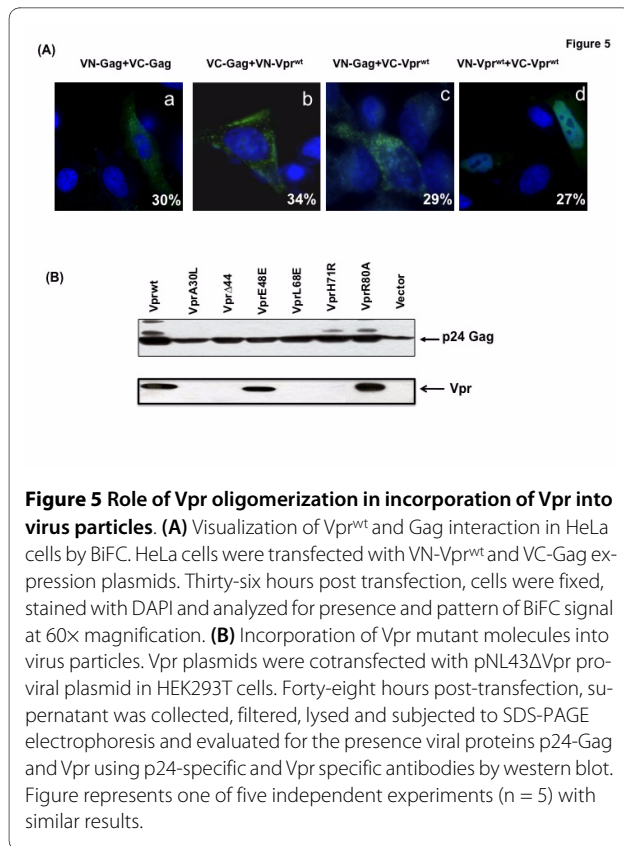 Figure 5
(A)
VN-Gag+VC-Gag VC-Gag+VN-Vprwt VN-Gag+VC-Vprwt VN-Vprwt+VC-Vprwt
a b c d
30% 34% 29% 27%
(B)
Vprwt VprA30L VprΔ44 VprE48E VprL68E VprH71R VprR80A Vector
p24 Gag
Vpr
Figure 5 Role of Vpr oligomerization in incorporation of Vpr into
virus particles. (A) Visualization of Vprwt and Gag interaction in HeLa
cells by BiFC. HeLa cells were transfected with VN-Vprwt and VC-Gag ex-
pression plasmids. Thirty-six hours post transfection, cells were fixed,
stained with DAPI and analyzed for presence and pattern of BiFC signal
at 60× magnification. (B) Incorporation of Vpr mutant molecules into
virus particles. Vpr plasmids were cotransfected with pNL43ΔVpr pro-
viral plasmid in HEK293T cells. Forty-eight hours post-transfection, su-
pernatant was collected, filtered, lysed and subjected to SDS-PAGE
electrophoresis and evaluated for the presence viral proteins p24-Gag
and Vpr using p24-specific and Vpr specific antibodies by western blot.
Figure represents one of five independent experiments (n = 5) with
similar results.